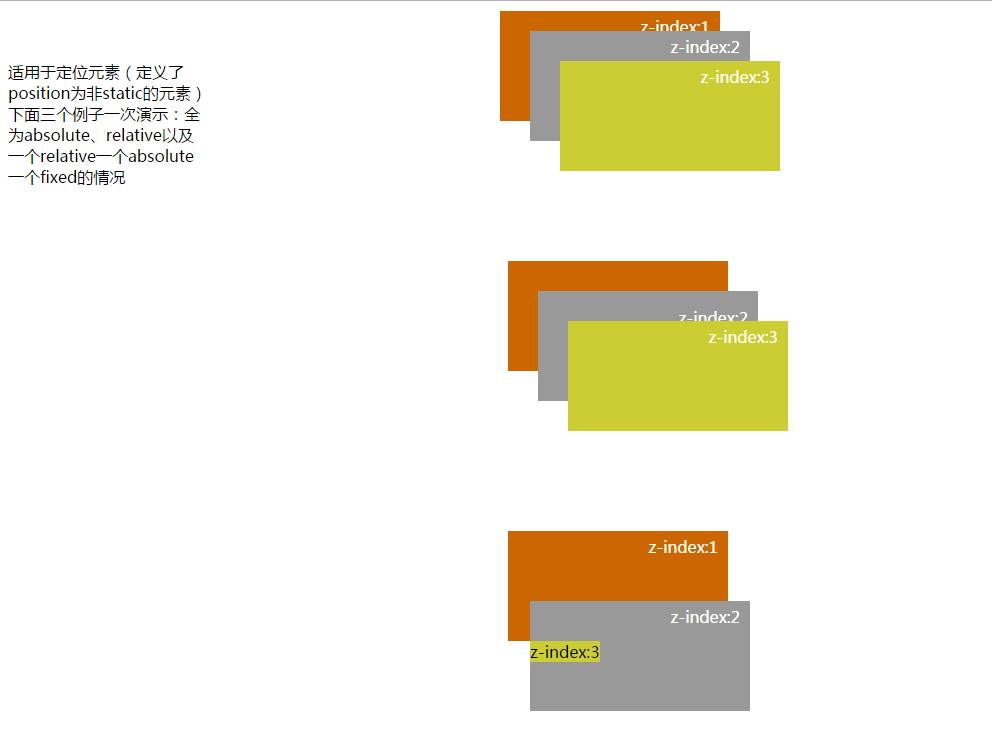 适用于定位元素（定义了
position为非static的元素）
下面三个例子一次演示：全
为absolute、relative以及
一个relative一个absolute
一个fixed的情况
z-index:1
z-index:2
z-index:3
z-index:2
z-index:3
z-index:1
z-index:2
z-index:3